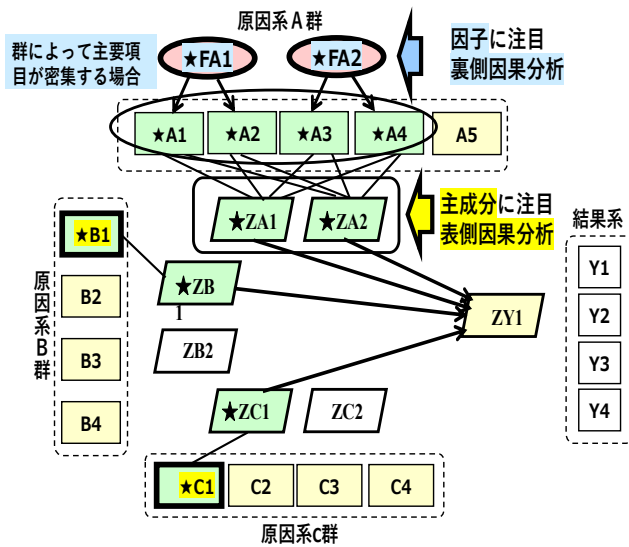 原因系A群
群によって主要項
目が密集する場合
★FA1
★FA2
因子に注目
裏側因果分析
★A1
★A2
★A3
★A4
A5
★ZA1
★ZA2
主成分に注目
表側因果分析
結果系
★B1
B2
B3
B4
原因系B群
★ZB
1
ZB2
ZY1
Y1
Y2
Y3
Y4
★ZC1
ZC2
★C1
C2
C3
C4
原因系C群